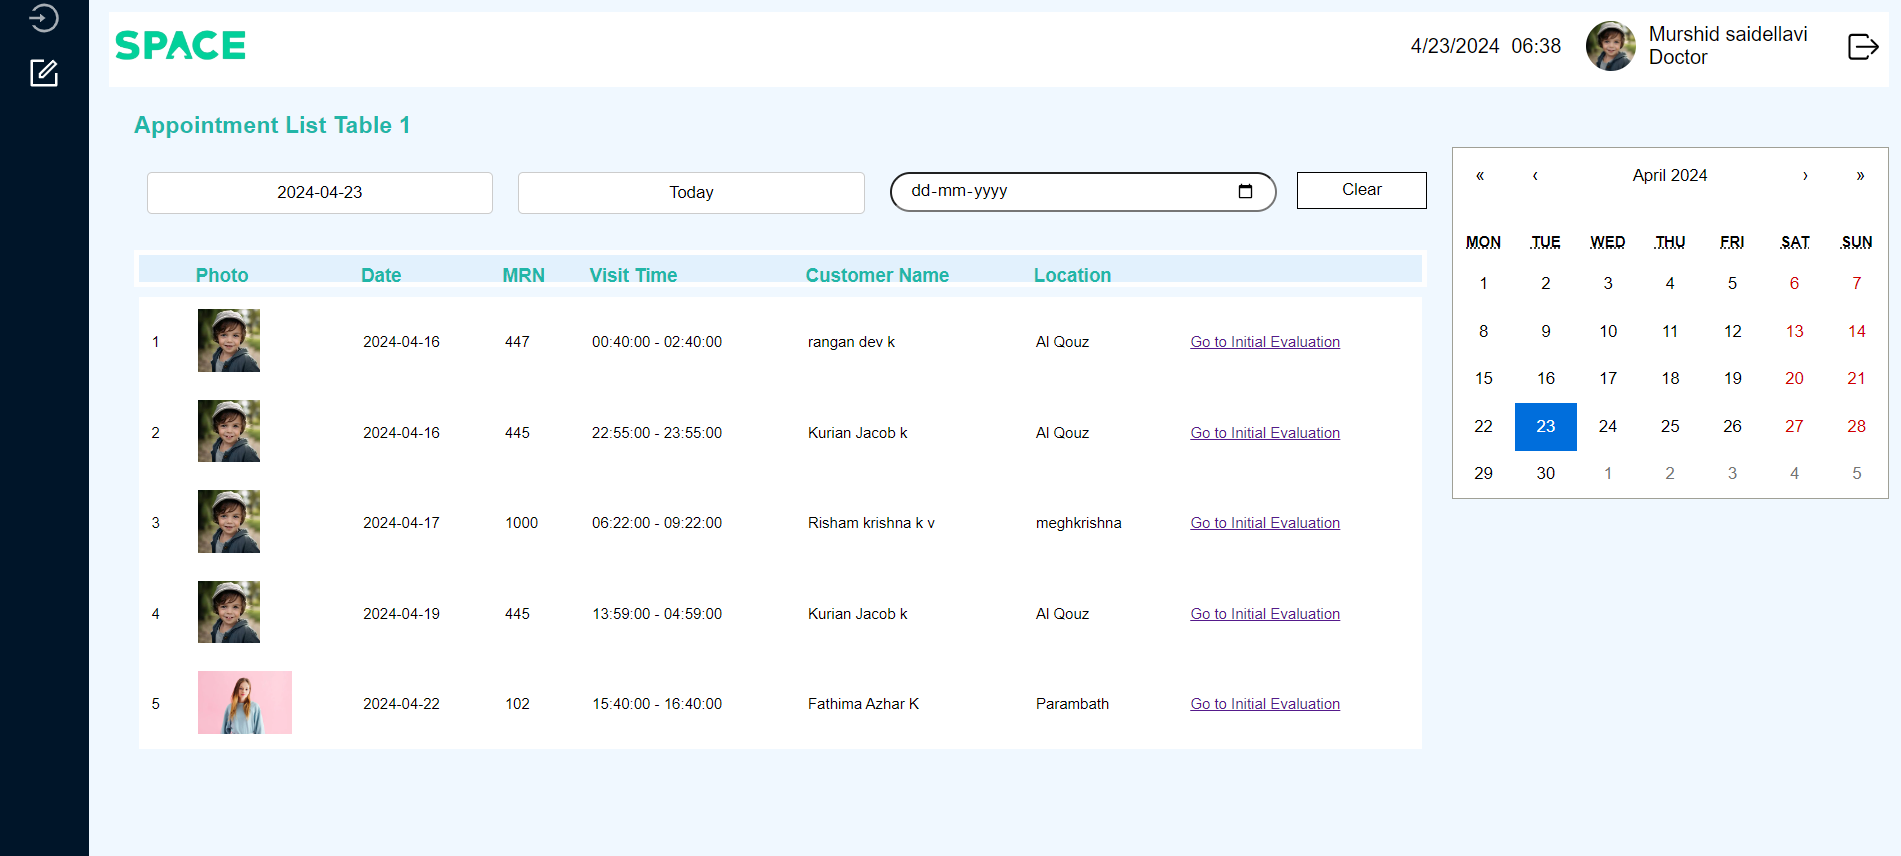 SPACE
4/23/2024 06:38
Murshid saidellavi
Doctor
Appointment List Table 1
2024-04-23
Today
dd-mm-yyyy
Clear
Photo Date MRN Visit Time Customer Name Location
1 2024-04-16 447 00:40:00 - 02:40:00 rangan dev k Al Qouz Go to Initial Evaluation
2 2024-04-16 445 22:55:00 - 23:55:00 Kurian Jacob k Al Qouz Go to Initial Evaluation
3 2024-04-17 1000 06:22:00 - 09:22:00 Risham krishna k v meghkrishna Go to Initial Evaluation
4 2024-04-19 445 13:59:00 - 04:59:00 Kurian Jacob k Al Qouz Go to Initial Evaluation
5 2024-04-22 102 15:40:00 - 16:40:00 Fathima Azhar K Parambath Go to Initial Evaluation
« ‹ April 2024 › »
MON TUE WED THU FRI SAT SUN
1 2 3 4 5 6 7
8 9 10 11 12 13 14
15 16 17 18 19 20 21
22 23 24 25 26 27 28
29 30 1 2 3 4 5